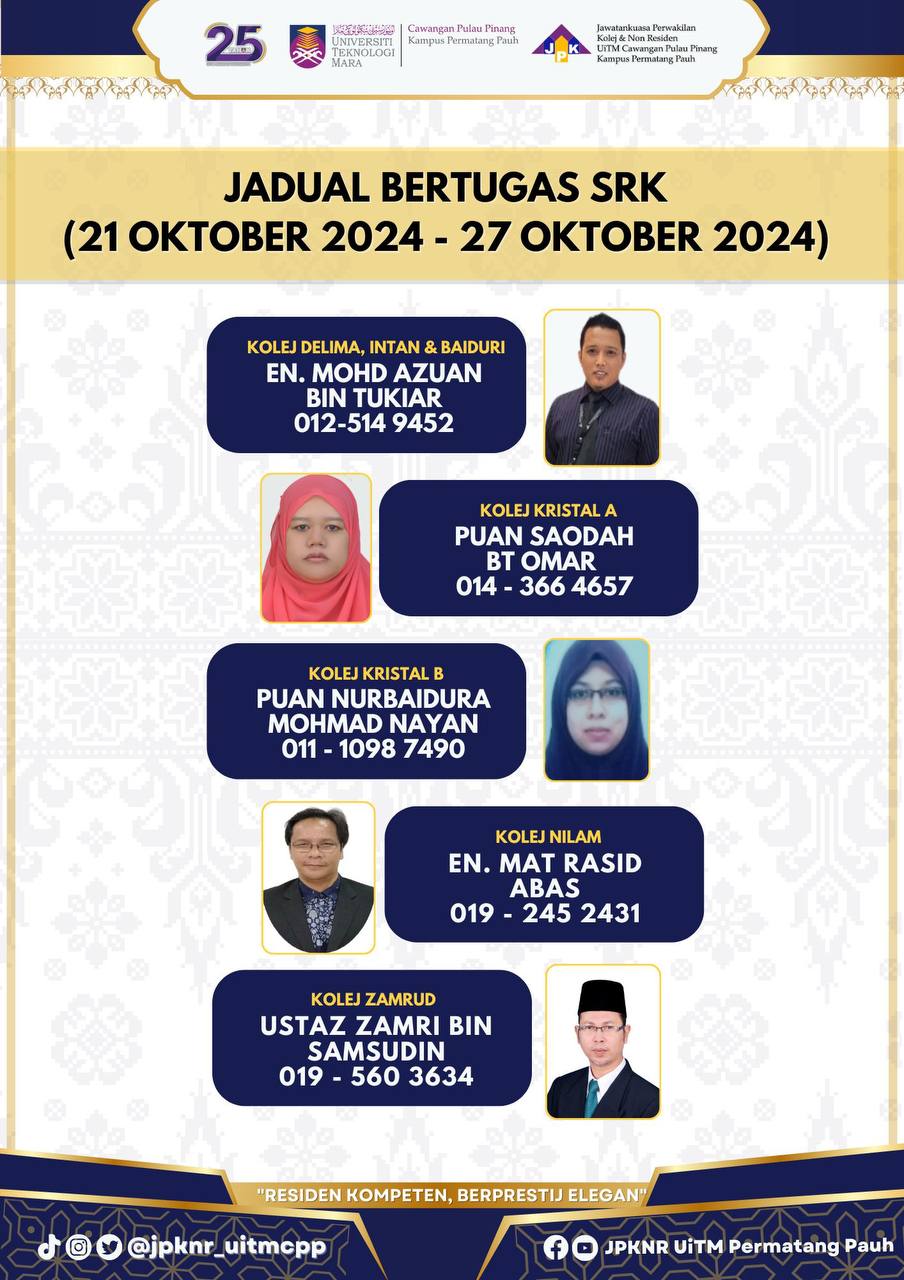 25
TAHUN
UNIVERSITI
TEKNOLOGI
MARA
Cawangan Pulau Pinang
Kampus Permatang Pauh
JPK
Jawatankuasa Perwakilan
Kolej & Non Residen
UiTM Cawangan Pulau Pinang
Kampus Permatang Pauh
JADUAL BERTUGAS SRK
(21 OKTOBER 2024 - 27 OKTOBER 2024)
KOLEJ DELIMA, INTAN & BAIDURI
EN. MOHD AZUAN
BIN TUKIAR
012-514 9452
KOLEJ KRISTAL A
PUAN SAODAH
BT OMAR
014 - 366 4657
KOLEJ KRISTAL B
PUAN NURBAIDURA
MOHMAD NAYAN
011 - 1098 7490
KOLEJ NILAM
EN. MAT RASID
ABAS
019 - 245 2431
KOLEJ ZAMRUD
USTAZ ZAMRI BIN
SAMSUDIN
019 - 560 3634
"RESIDEN KOMPETEN, BERPRESTIJ ELEGAN"
@jpknr_uitmcpp
JPKNR UiTM Permatang Pauh